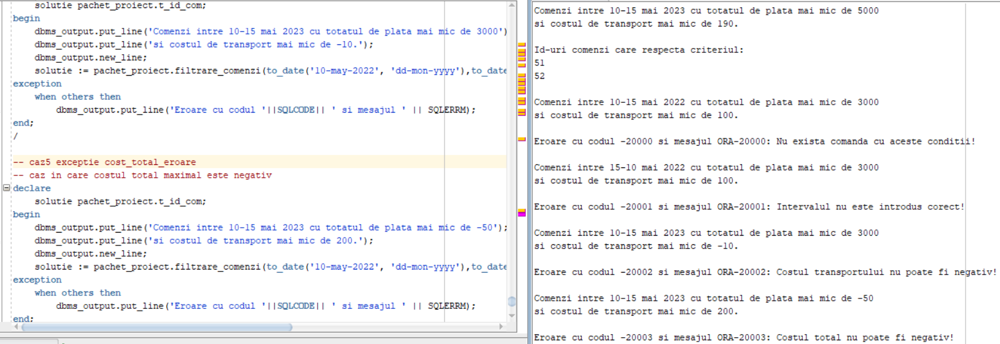 solutie pachet_proiect.t_id_com;
begin
dbms_output.put_line('Comenzi intre 10-15 mai 2023 cu totatul de plata mai mic de 3000')
dbms_output.put_line('si costul de transport mai mic de -10.');
dbms_output.new_line;
solutie := pachet_proiect.filtrare_comenzi(to_date('10-may-2022', 'dd-mon-yyyy'),to_date
exception
when others then
dbms_output.put_line('Eroare cu codul '||SQLCODE|| ' si mesajul ' || SQLERRM);
end;
/
-- caz5 exceptie cost_total_eroare
-- caz in care costul total maximal este negativ
declare
solutie pachet_proiect.t_id_com;
begin
dbms_output.put_line('Comenzi intre 10-15 mai 2023 cu totatul de plata mai mic de -50');
dbms_output.put_line('si costul de transport mai mic de 200.');
dbms_output.new_line;
solutie := pachet_proiect.filtrare_comenzi(to_date('10-may-2022', 'dd-mon-yyyy'),to_date
exception
when others then
dbms_output.put_line('Eroare cu codul '||SQLCODE|| ' si mesajul ' || SQLERRM);
end;
Comenzi intre 10-15 mai 2023 cu totatul de plata mai mic de 5000
si costul de transport mai mic de 190.
Id-uri comenzi care respecta criteriul:
51
52
Comenzi intre 10-15 mai 2022 cu totatul de plata mai mic de 3000
si costul de transport mai mic de 100.
Eroare cu codul -20000 si mesajul ORA-20000: Nu exista comanda cu aceste conditii!
Comenzi intre 15-10 mai 2022 cu totatul de plata mai mic de 3000
si costul de transport mai mic de 100.
Eroare cu codul -20001 si mesajul ORA-20001: Intervalul nu este introdus corect!
Comenzi intre 10-15 mai 2023 cu totatul de plata mai mic de 3000
si costul de transport mai mic de -10.
Eroare cu codul -20002 si mesajul ORA-20002: Costul transportului nu poate fi negativ!
Comenzi intre 10-15 mai 2023 cu totatul de plata mai mic de -50
si costul de transport mai mic de 200.
Eroare cu codul -20003 si mesajul ORA-20003: Costul total nu poate fi negativ!